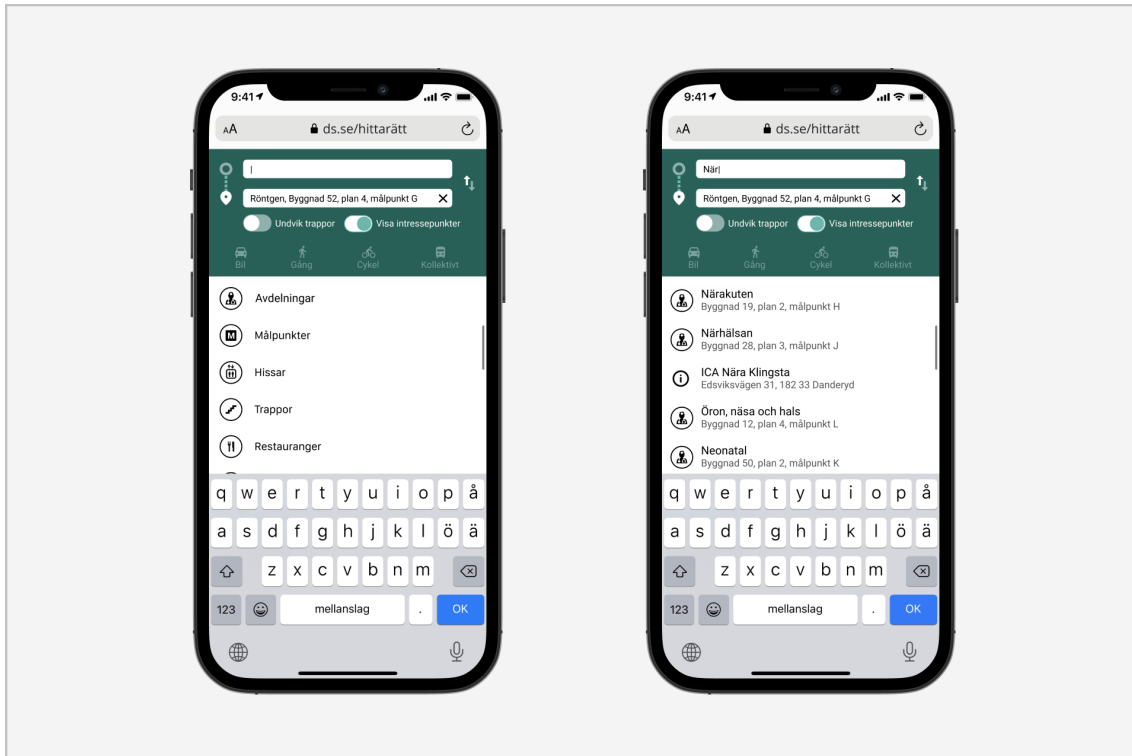 9:41
AA ds.se/hittarätt
Röntgen, Byggnad 52, plan 4, målpunkt G
Undvik trappor Visa intressepunkter
Bil Gång Cykel Kollektivt
Avdelningar
M Målpunkter
Hissar
Trappor
Restauranger
q w e r t y u i o p å
a s d f g h j k l ö ä
z x c v b n m
123 mellanslag . OK
9:41
AA ds.se/hittarätt
När
Röntgen, Byggnad 52, plan 4, målpunkt G
Undvik trappor Visa intressepunkter
Bil Gång Cykel Kollektivt
Närakuten
Byggnad 19, plan 2, målpunkt H
Närhälsan
Byggnad 28, plan 3, målpunkt J
ICA Nära Klingsta
Edsviksvägen 31, 182 33 Danderyd
Öron, näsa och hals
Byggnad 12, plan 4, målpunkt L
Neonatal
Byggnad 50, plan 2, målpunkt K
q w e r t y u i o p å
a s d f g h j k l ö ä
z x c v b n m
123 mellanslag . OK